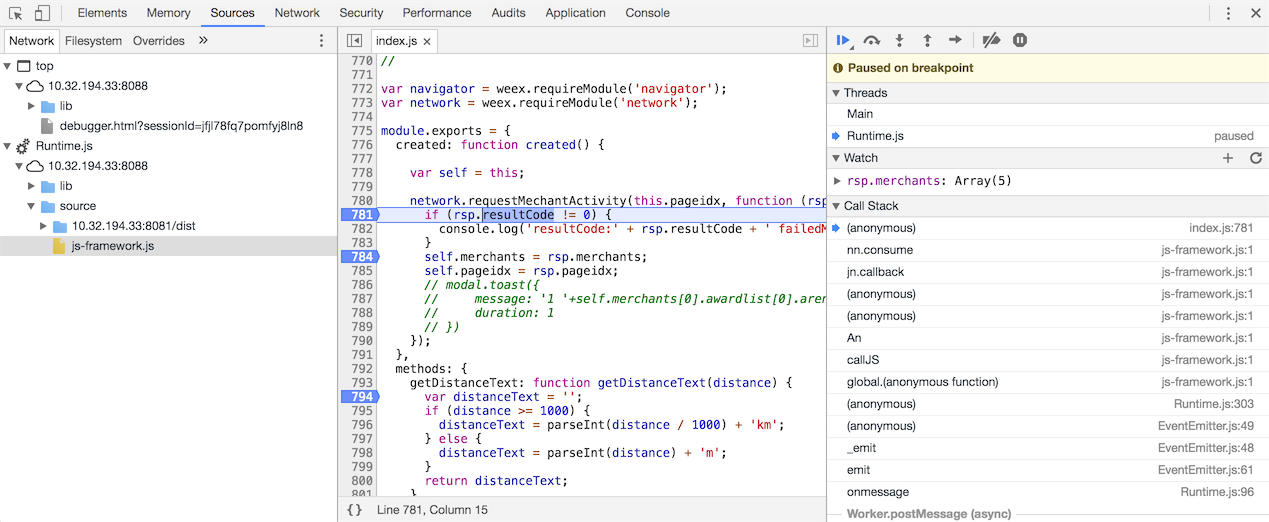 Elements Memory Sources Network Security Performance Audits Application Console
Network Filesystem Overrides »
top
10.32.194.33:8088
lib
debugger.html?sessionId=jfjl78fq7pomfyj8ln8
Runtime.js
10.32.194.33:8088
lib
source
10.32.194.33:8081/dist
js-framework.js
index.js ×
770 //
771
772 var navigator = weex.requireModule('navigator');
773 var network = weex.requireModule('network');
774
775 module.exports = {
776 created: function created() {
777
778 var self = this;
779
780 network.requestMechantActivity(this.pageidx, function (rsp
781 if (rsp.resultCode != 0) {
782 console.log('resultCode:' + rsp.resultCode + ' failedM
783 }
784 self.merchants = rsp.merchants;
785 self.pageidx = rsp.pageidx;
786 // modal.toast({
787 // message: '1 '+self.merchants[0].awardlist[0].aren
788 // duration: 1
789 // })
790 });
791 },
792 methods: {
793 getDistanceText: function getDistanceText(distance) {
794 var distanceText = '';
795 if (distance >= 1000) {
796 distanceText = parseInt(distance / 1000) + 'km';
797 } else {
798 distanceText = parseInt(distance) + 'm';
799 }
800 return distanceText;
801 }
{} Line 781, Column 15
Paused on breakpoint
Threads
Main
Runtime.js paused
Watch
rsp.merchants: Array(5)
Call Stack
(anonymous) index.js:781
nn.consume js-framework.js:1
jn.callback js-framework.js:1
(anonymous) js-framework.js:1
(anonymous) js-framework.js:1
An js-framework.js:1
callJS js-framework.js:1
global.(anonymous function) js-framework.js:1
(anonymous) Runtime.js:303
(anonymous) EventEmitter.js:49
_emit EventEmitter.js:48
emit EventEmitter.js:61
onmessage Runtime.js:96
Worker.postMessage (async)